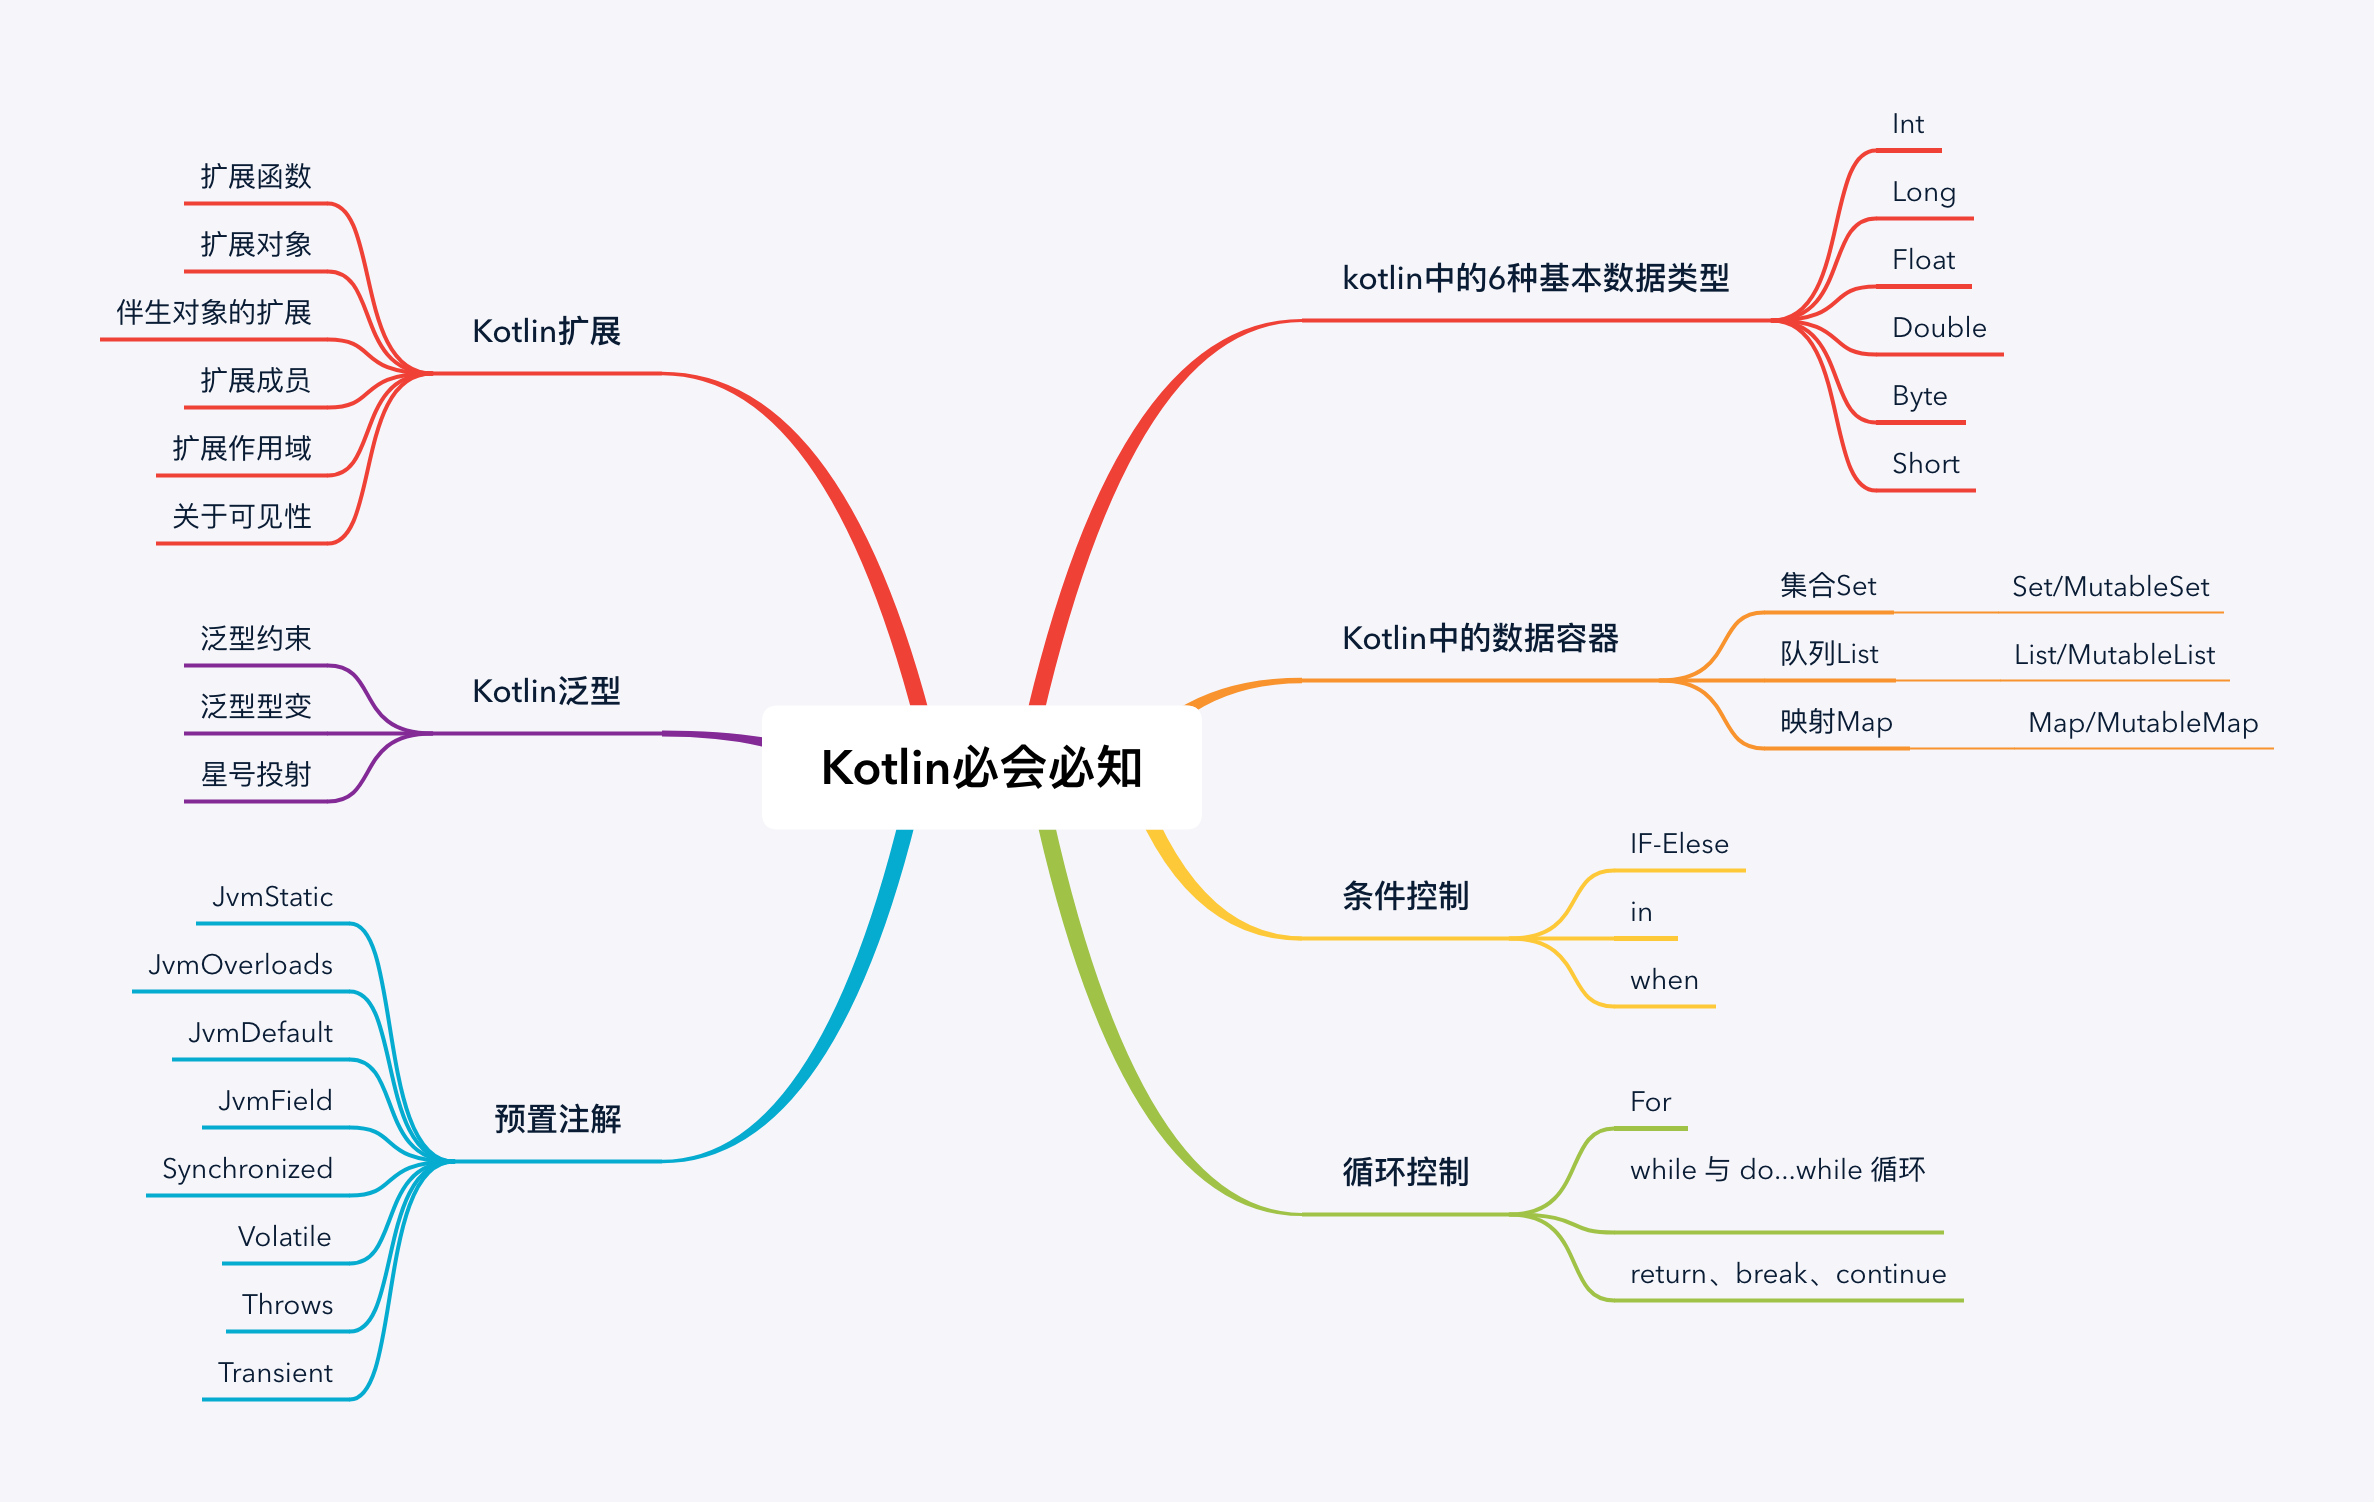 Kotlin必会必知
kotlin中的6种基本数据类型
Int
Long
Float
Double
Byte
Short
Kotlin中的数据容器
集合Set
Set/MutableSet
队列List
List/MutableList
映射Map
Map/MutableMap
条件控制
IF-Elese
in
when
循环控制
For
while 与 do...while 循环
return、break、continue
Kotlin扩展
扩展函数
扩展对象
伴生对象的扩展
扩展成员
扩展作用域
关于可见性
Kotlin泛型
泛型约束
泛型型变
星号投射
预置注解
JvmStatic
JvmOverloads
JvmDefault
JvmField
Synchronized
Volatile
Throws
Transient